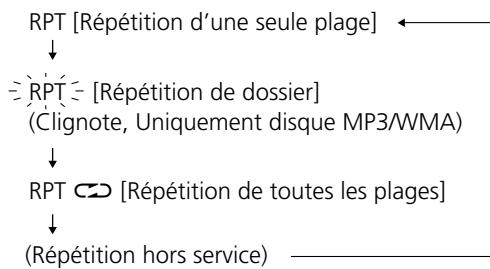 RPT [Répétition d’une seule plage]
RPT [Répétition de dossier]
(Clignote, Uniquement disque MP3/WMA)
RPT [Répétition de toutes les plages]
(Répétition hors service)